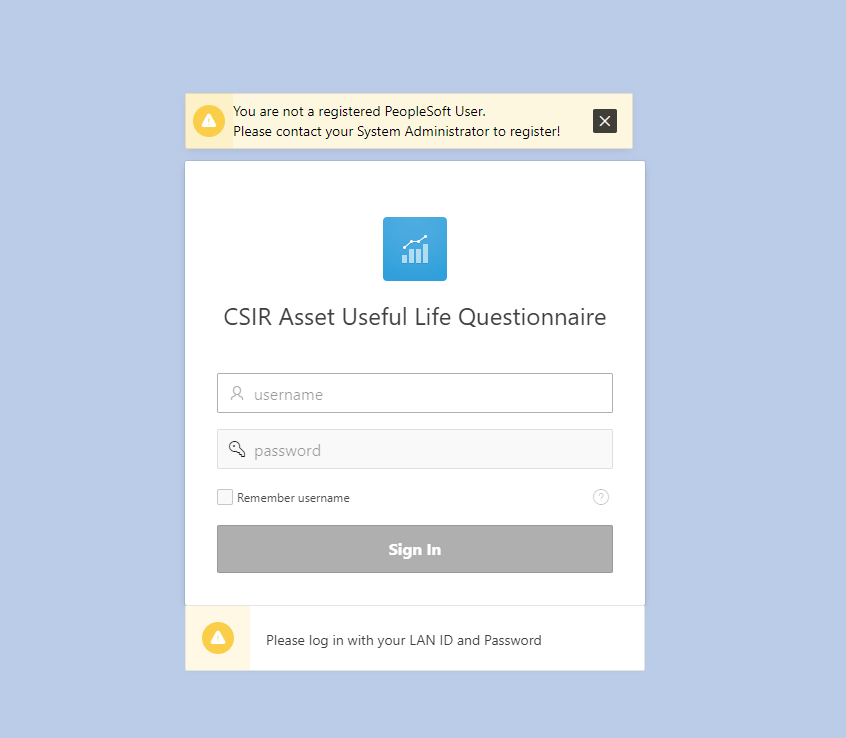 You are not a registered PeopleSoft User.
Please contact your System Administrator to register!
CSIR Asset Useful Life Questionnaire
username
password
Remember username
?
Sign In
Please log in with your LAN ID and Password